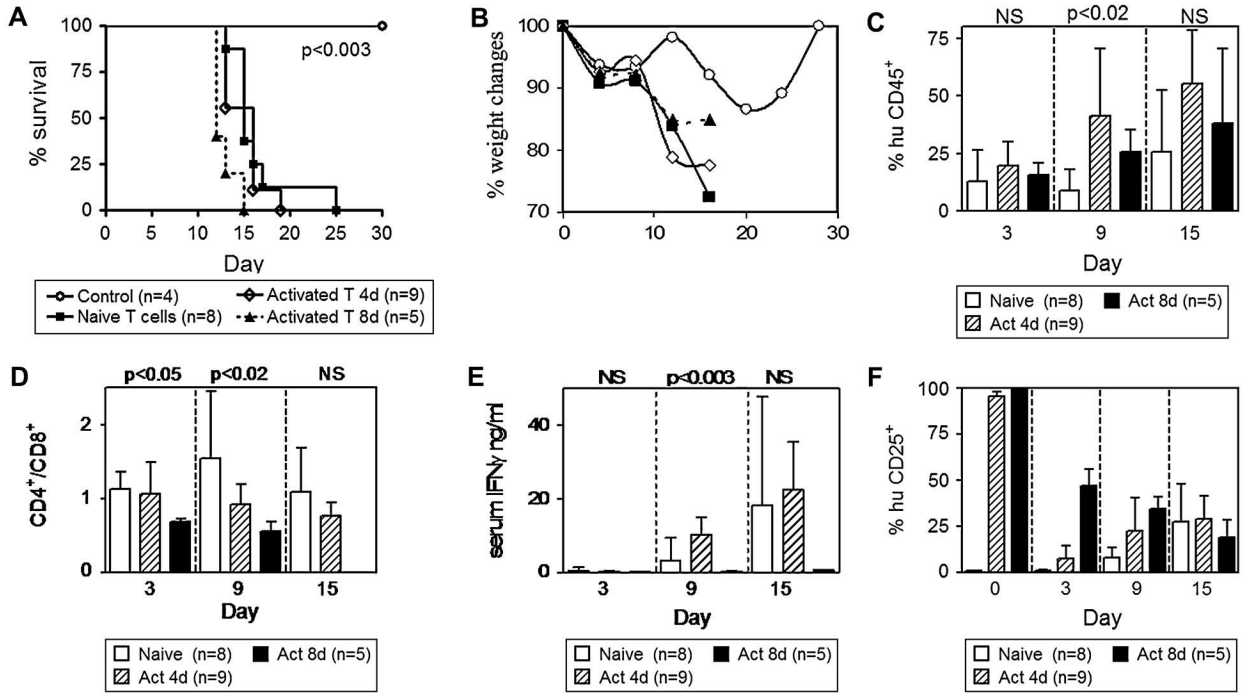 A
p<0.003
100
75
50
25
0
% survival
0 5 10 15 20 25 30
Day
Control (n=4) Activated T 4d (n=9)
Naive T cells (n=8) Activated T 8d (n=5)
B
100
90
80
70
% weight changes
0 10 20 30 40
Day
C
NS p<0.02 NS
75
50
25
0
% hu CD45+
3 9 15
Day
Naive (n=8) Act 8d (n=5)
Act 4d (n=9)
D
p<0.05 p<0.02 NS
2
1
0
CD4+/CD8+
3 9 15
Day
Naive (n=8) Act 8d (n=5)
Act 4d (n=9)
E
NS p<0.003 NS
40
20
0
serum IFNγ ng/ml
3 9 15
Day
Naive (n=8) Act 8d (n=5)
Act 4d (n=9)
F
100
75
50
25
0
% hu CD25+
0 3 9 15
Day
Naive (n=8) Act 8d (n=5)
Act 4d (n=9)